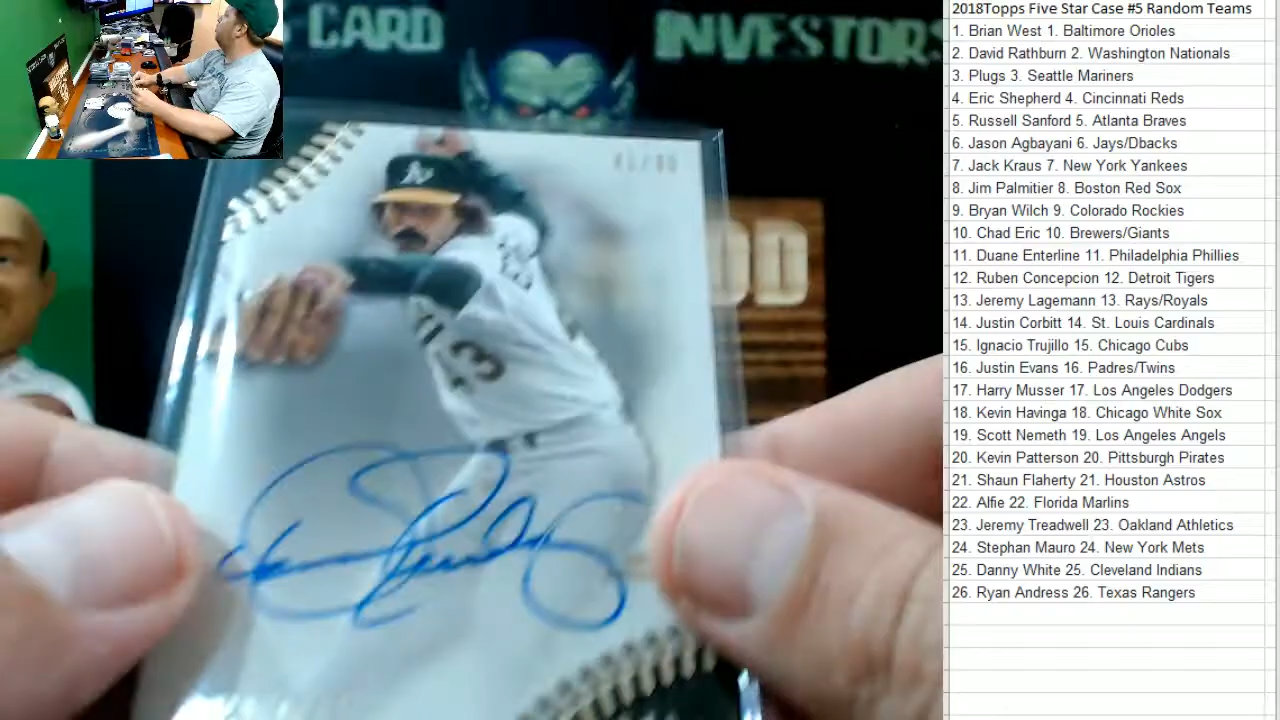 CARD INVESTORS
A's
43
2018Topps Five Star Case #5 Random Teams
1. Brian West 1. Baltimore Orioles
2. David Rathburn 2. Washington Nationals
3. Plugs 3. Seattle Mariners
4. Eric Shepherd 4. Cincinnati Reds
5. Russell Sanford 5. Atlanta Braves
6. Jason Agbayani 6. Jays/Dbacks
7. Jack Kraus 7. New York Yankees
8. Jim Palmitier 8. Boston Red Sox
9. Bryan Wilch 9. Colorado Rockies
10. Chad Eric 10. Brewers/Giants
11. Duane Enterline 11. Philadelphia Phillies
12. Ruben Concepcion 12. Detroit Tigers
13. Jeremy Lagemann 13. Rays/Royals
14. Justin Corbitt 14. St. Louis Cardinals
15. Ignacio Trujillo 15. Chicago Cubs
16. Justin Evans 16. Padres/Twins
17. Harry Musser 17. Los Angeles Dodgers
18. Kevin Havinga 18. Chicago White Sox
19. Scott Nemeth 19. Los Angeles Angels
20. Kevin Patterson 20. Pittsburgh Pirates
21. Shaun Flaherty 21. Houston Astros
22. Alfie 22. Florida Marlins
23. Jeremy Treadwell 23. Oakland Athletics
24. Stephan Mauro 24. New York Mets
25. Danny White 25. Cleveland Indians
26. Ryan Andress 26. Texas Rangers